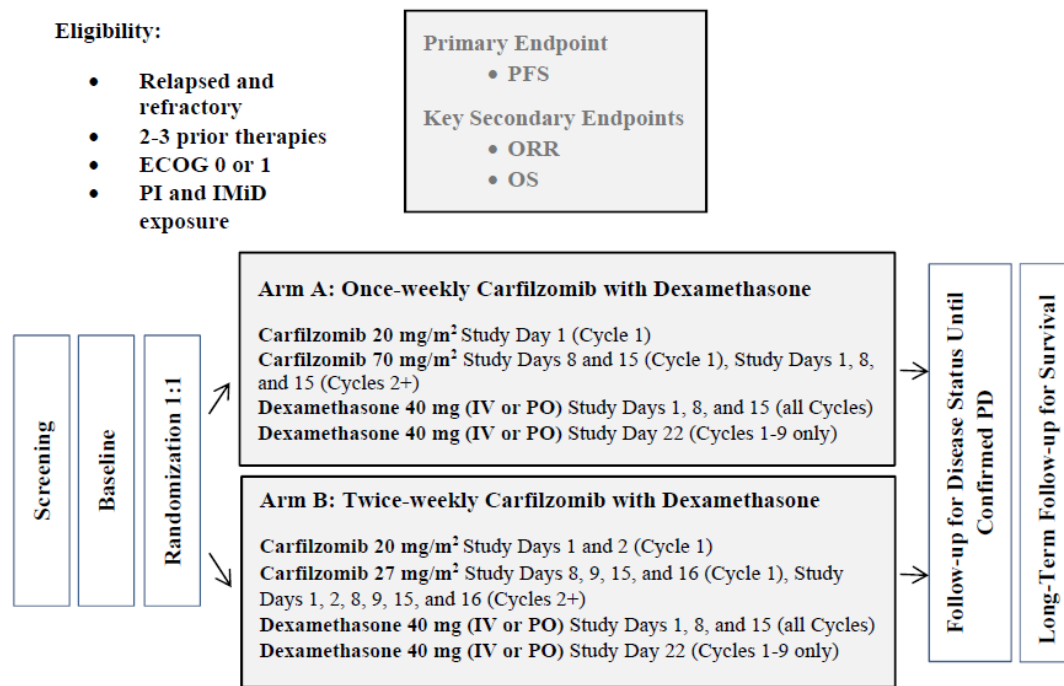 Eligibility:
• Relapsed and
refractory
• 2-3 prior therapies
• ECOG 0 or 1
• PI and IMiD
exposure
Primary Endpoint
• PFS
Key Secondary Endpoints
• ORR
• OS
Screening
Baseline
Randomization 1:1
Arm A: Once-weekly Carfilzomib with Dexamethasone
Carfilzomib 20 mg/m² Study Day 1 (Cycle 1)
Carfilzomib 70 mg/m² Study Days 8 and 15 (Cycle 1), Study Days 1, 8,
and 15 (Cycles 2+)
Dexamethasone 40 mg (IV or PO) Study Days 1, 8, and 15 (all Cycles)
Dexamethasone 40 mg (IV or PO) Study Day 22 (Cycles 1-9 only)
Arm B: Twice-weekly Carfilzomib with Dexamethasone
Carfilzomib 20 mg/m² Study Days 1 and 2 (Cycle 1)
Carfilzomib 27 mg/m² Study Days 8, 9, 15, and 16 (Cycle 1), Study
Days 1, 2, 8, 9, 15, and 16 (Cycles 2+)
Dexamethasone 40 mg (IV or PO) Study Days 1, 8, and 15 (all Cycles)
Dexamethasone 40 mg (IV or PO) Study Day 22 (Cycles 1-9 only)
Follow-up for Disease Status Until
Confirmed PD
Long-Term Follow-up for Survival